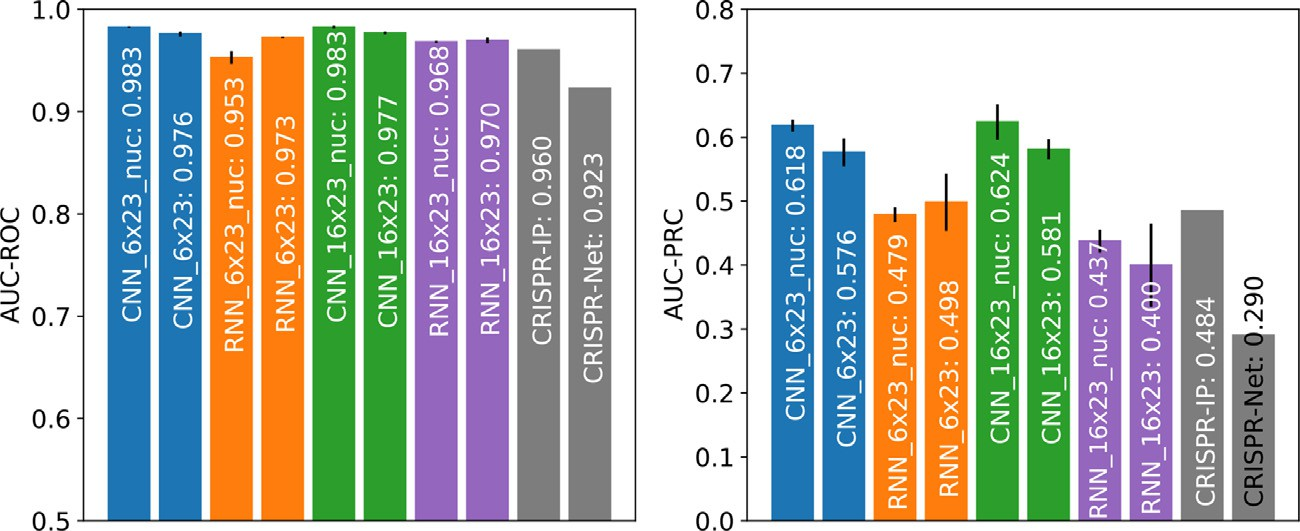 AUC-ROC
1.0
0.9
0.8
0.7
0.6
0.5
CNN_6x23_nuc: 0.983
CNN_6x23: 0.976
RNN_6x23_nuc: 0.953
RNN_6x23: 0.973
CNN_16x23_nuc: 0.983
CNN_16x23: 0.977
RNN_16x23_nuc: 0.968
RNN_16x23: 0.970
CRISPR-IP: 0.960
CRISPR-Net: 0.923
AUC-PRC
0.8
0.7
0.6
0.5
0.4
0.3
0.2
0.1
0.0
CNN_6x23_nuc: 0.618
CNN_6x23: 0.576
RNN_6x23_nuc: 0.479
RNN_6x23: 0.498
CNN_16x23_nuc: 0.624
CNN_16x23: 0.581
RNN_16x23_nuc: 0.437
RNN_16x23: 0.400
CRISPR-IP: 0.484
CRISPR-Net: 0.290